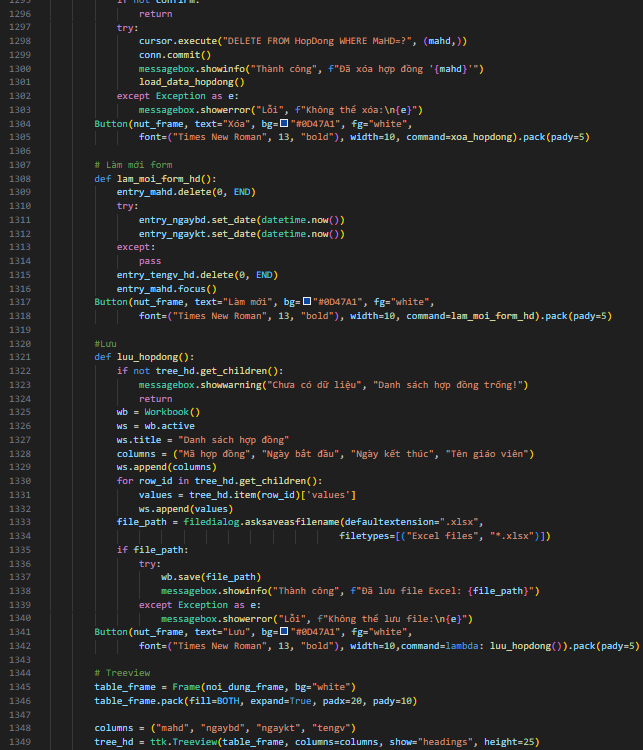 1295 if not confirm:
1296 return
1297 try:
1298 cursor.execute("DELETE FROM HopDong WHERE MaHD=?", (mahd,))
1299 conn.commit()
1300 messagebox.showinfo("Thành công", f"Đã xóa hợp đồng '{mahd}'")
1301 load_data_hopdong()
1302 except Exception as e:
1303 messagebox.showerror("Lỗi", f"Không thể xóa:\n{e}")
1304 Button(nut_frame, text="Xóa", bg="#0D47A1", fg="white",
1305 font=("Times New Roman", 13, "bold"), width=10, command=xoa_hopdong).pack(pady=5)
1306
1307 # Làm mới form
1308 def lam_moi_form_hd():
1309 entry_mahd.delete(0, END)
1310 try:
1311 entry_ngaybd.set_date(datetime.now())
1312 entry_ngaykt.set_date(datetime.now())
1313 except:
1314 pass
1315 entry_tengv_hd.delete(0, END)
1316 entry_mahd.focus()
1317 Button(nut_frame, text="Làm mới", bg="#0D47A1", fg="white",
1318 font=("Times New Roman", 13, "bold"), width=10, command=lam_moi_form_hd).pack(pady=5)
1319
1320 #Lưu
1321 def luu_hopdong():
1322 if not tree_hd.get_children():
1323 messagebox.showwarning("Chưa có dữ liệu", "Danh sách hợp đồng trống!")
1324 return
1325 wb = Workbook()
1326 ws = wb.active
1327 ws.title = "Danh sách hợp đồng"
1328 columns = ("Mã hợp đồng", "Ngày bắt đầu", "Ngày kết thúc", "Tên giáo viên")
1329 ws.append(columns)
1330 for row_id in tree_hd.get_children():
1331 values = tree_hd.item(row_id)['values']
1332 ws.append(values)
1333 file_path = filedialog.asksaveasfilename(defaultextension=".xlsx",
1334 filetypes=[("Excel files", "*.xlsx")])
1335 if file_path:
1336 try:
1337 wb.save(file_path)
1338 messagebox.showinfo("Thành công", f"Đã lưu file Excel: {file_path}")
1339 except Exception as e:
1340 messagebox.showerror("Lỗi", f"Không thể lưu file:\n{e}")
1341 Button(nut_frame, text="Lưu", bg="#0D47A1", fg="white",
1342 font=("Times New Roman", 13, "bold"), width=10,command=lambda: luu_hopdong()).pack(pady=5)
1343
1344 # Treeview
1345 table_frame = Frame(noi_dung_frame, bg="white")
1346 table_frame.pack(fill=BOTH, expand=True, padx=20, pady=10)
1347
1348 columns = ("mahd", "ngaybd", "ngaykt", "tengv")
1349 tree_hd = ttk.Treeview(table_frame, columns=columns, show="headings", height=25)